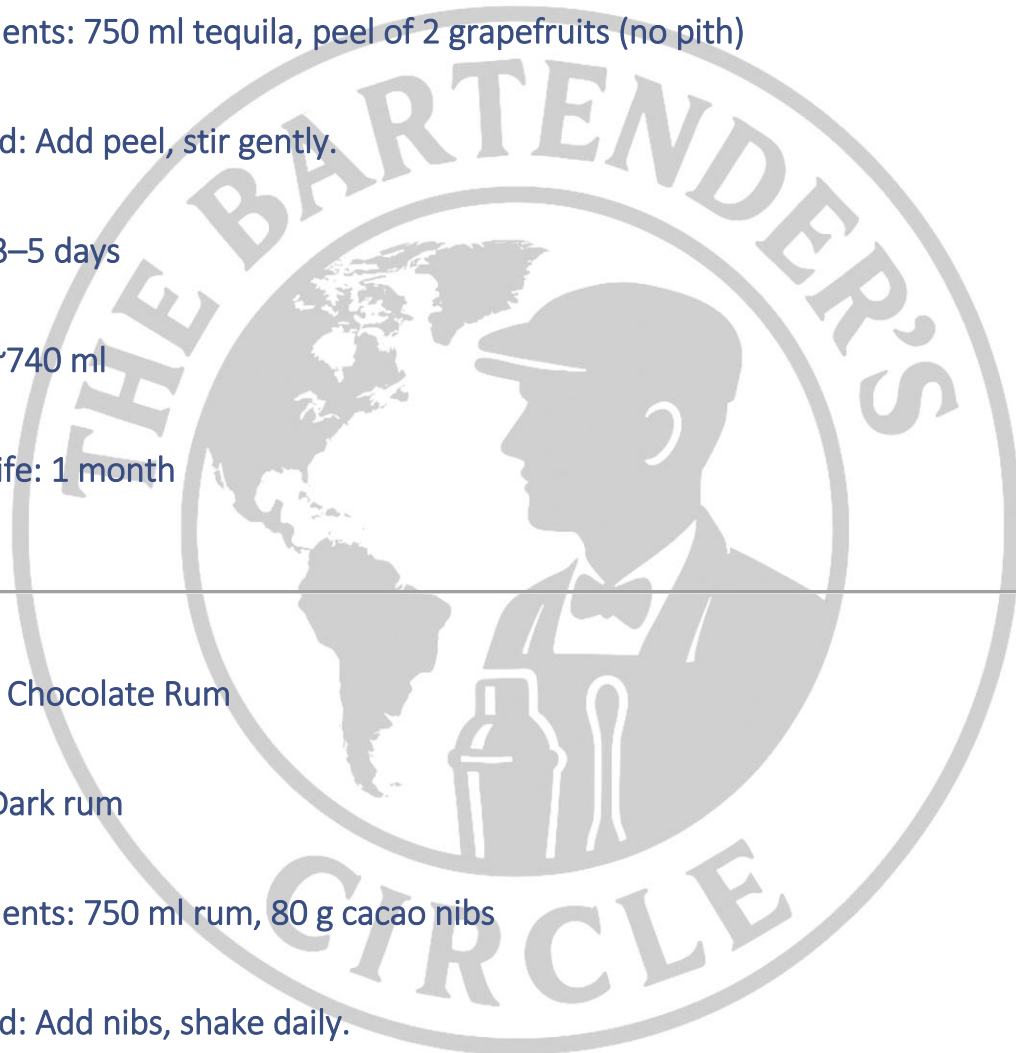 ents: 750 ml tequila, peel of 2 grapefruits (no pith)
THE BARTENDER'S
d: Add peel, stir gently.
3–5 days
~740 ml
ife: 1 month
Chocolate Rum
Dark rum
ents: 750 ml rum, 80 g cacao nibs
CIRCLE
d: Add nibs, shake daily.